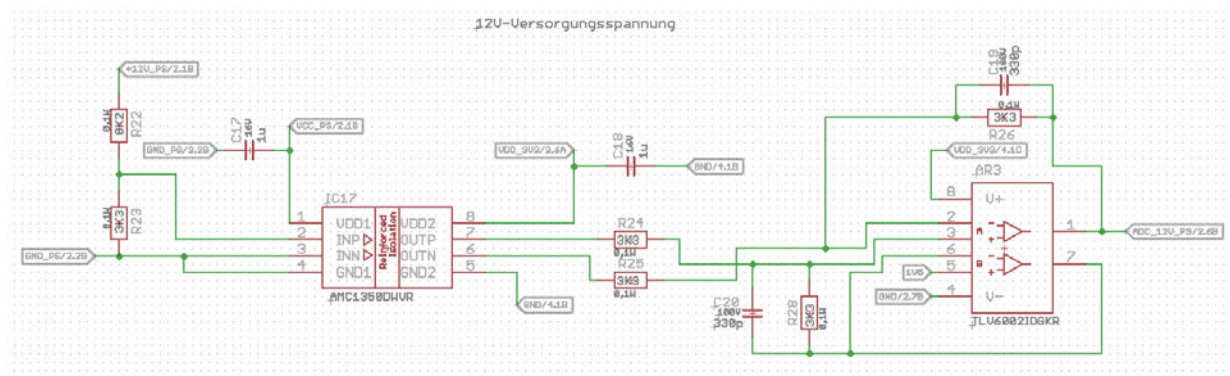 12V-Versorgungsspannung
+12V_PS/2.1B
0,1W
8K2
R22
C17
16V
1u
VCC_PS/2.1B
GND_PS/2.2B
0,1W
3K3
R23
GND_PS/2.2B
IC17
1
2
3
4
VDD1
INP
INN
GND1
Reinforced
Isolation
VDD2
OUTP
OUTN
GND2
8
7
6
5
AMC1350DWVR
VDD_3V3/2.6A
C18
16V
1u
GND/4.1B
GND/4.1B
R24
3K3
0,1W
R25
3K3
0,1W
C20
100V
330p
R28
3K3
0,1W
C19
100V
330p
0,1W
3K3
R26
VDD_3V3/4.1C
AR3
8
2
3
6
5
4
V+
A
B
V-
1
7
1V5
GND/2.7B
TLV6002IDGKR
ADC_12V_PS/2.6B